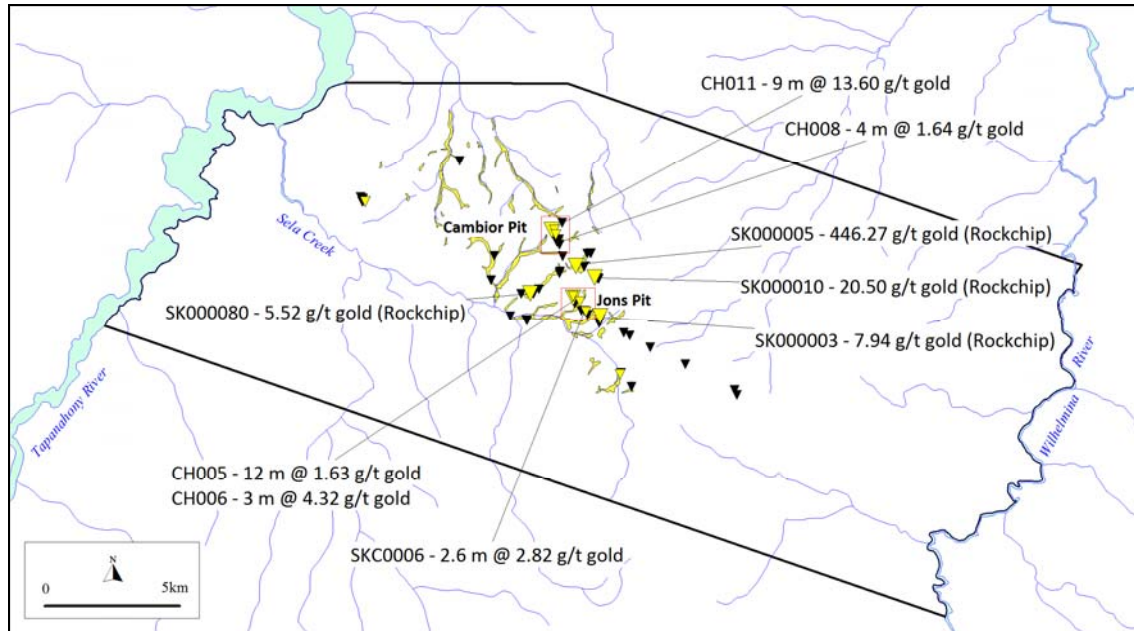 CH011 - 9 m @ 13.60 g/t gold
CH008 - 4 m @ 1.64 g/t gold
Sela Creek
Cambior Pit
SK000005 - 446.27 g/t gold (Rockchip)
SK000010 - 20.50 g/t gold (Rockchip)
Jons Pit
SK000080 - 5.52 g/t gold (Rockchip)
SK000003 - 7.94 g/t gold (Rockchip)
Tapanahony River
Wilhelmina River
CH005 - 12 m @ 1.63 g/t gold
CH006 - 3 m @ 4.32 g/t gold
SKC0006 - 2.6 m @ 2.82 g/t gold
N
0 5km